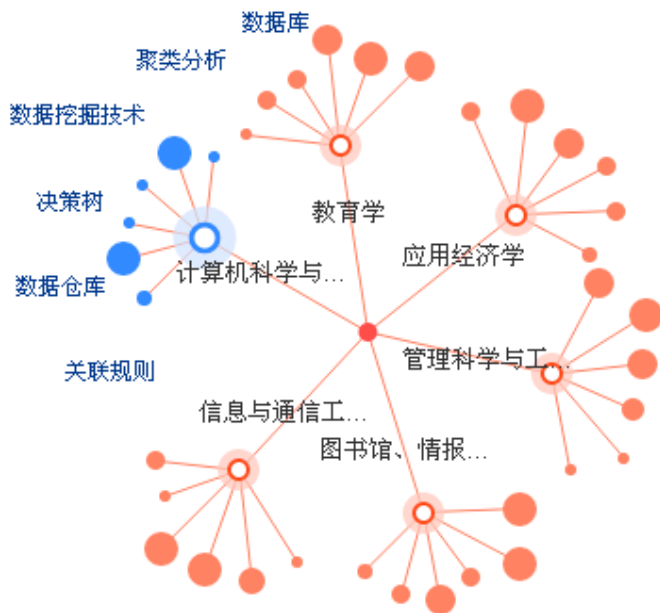 数据库
聚类分析
数据挖掘技术
决策树
教育学
应用经济学
计算机科学与...
数据仓库
管理科学与工...
关联规则
信息与通信工...
图书馆、情报...